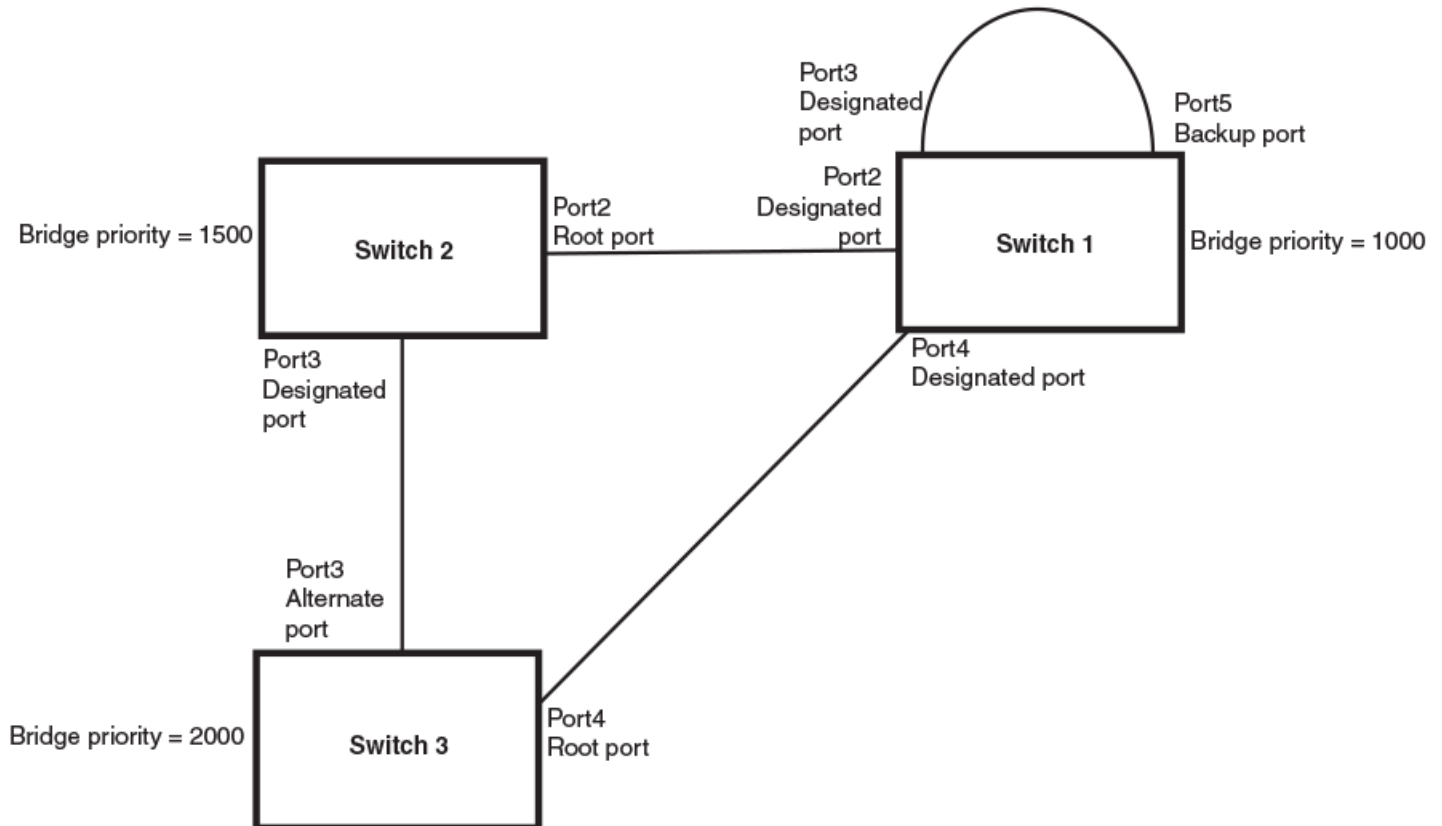 Port3
Designated
port
Port5
Backup port
Port2
Designated
port
Port2
Root port
Bridge priority = 1500
Switch 2
Switch 1
Bridge priority = 1000
Port3
Designated
port
Port4
Designated port
Port3
Alternate
port
Bridge priority = 2000
Switch 3
Port4
Root port